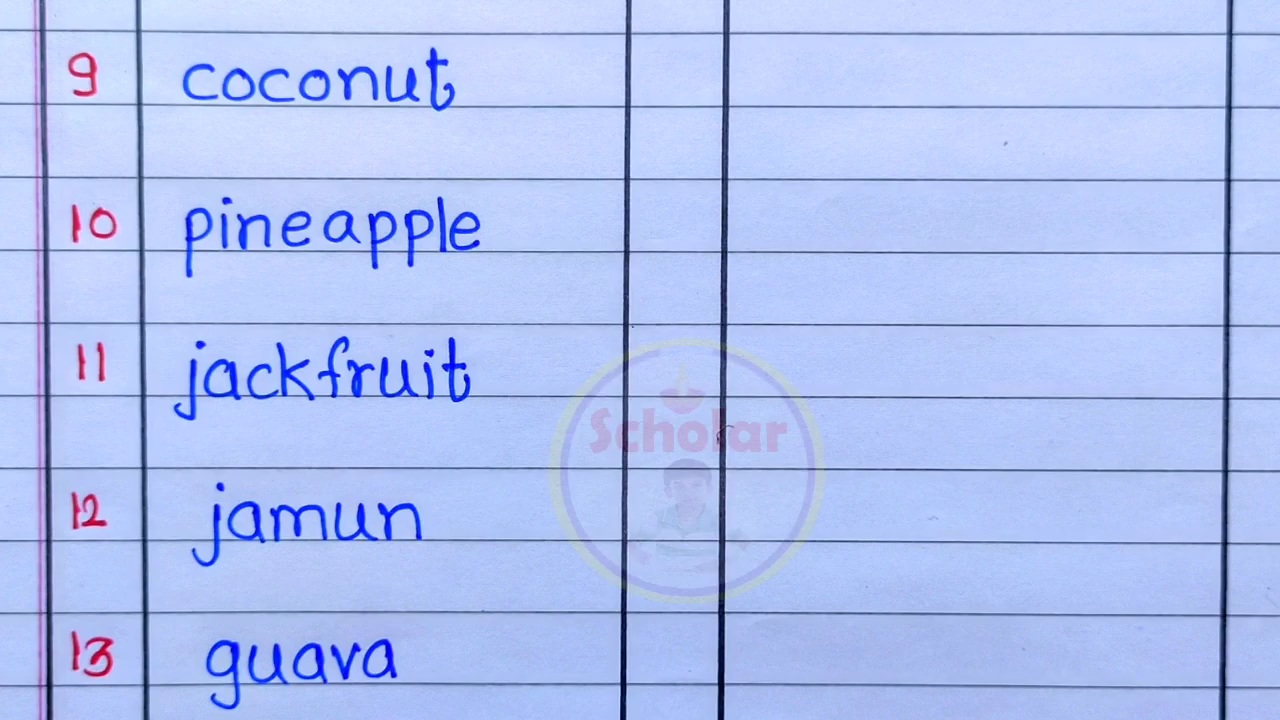 9 coconut
10 pineapple
11 jackfruit
Scholar
12 jamun
13 guava